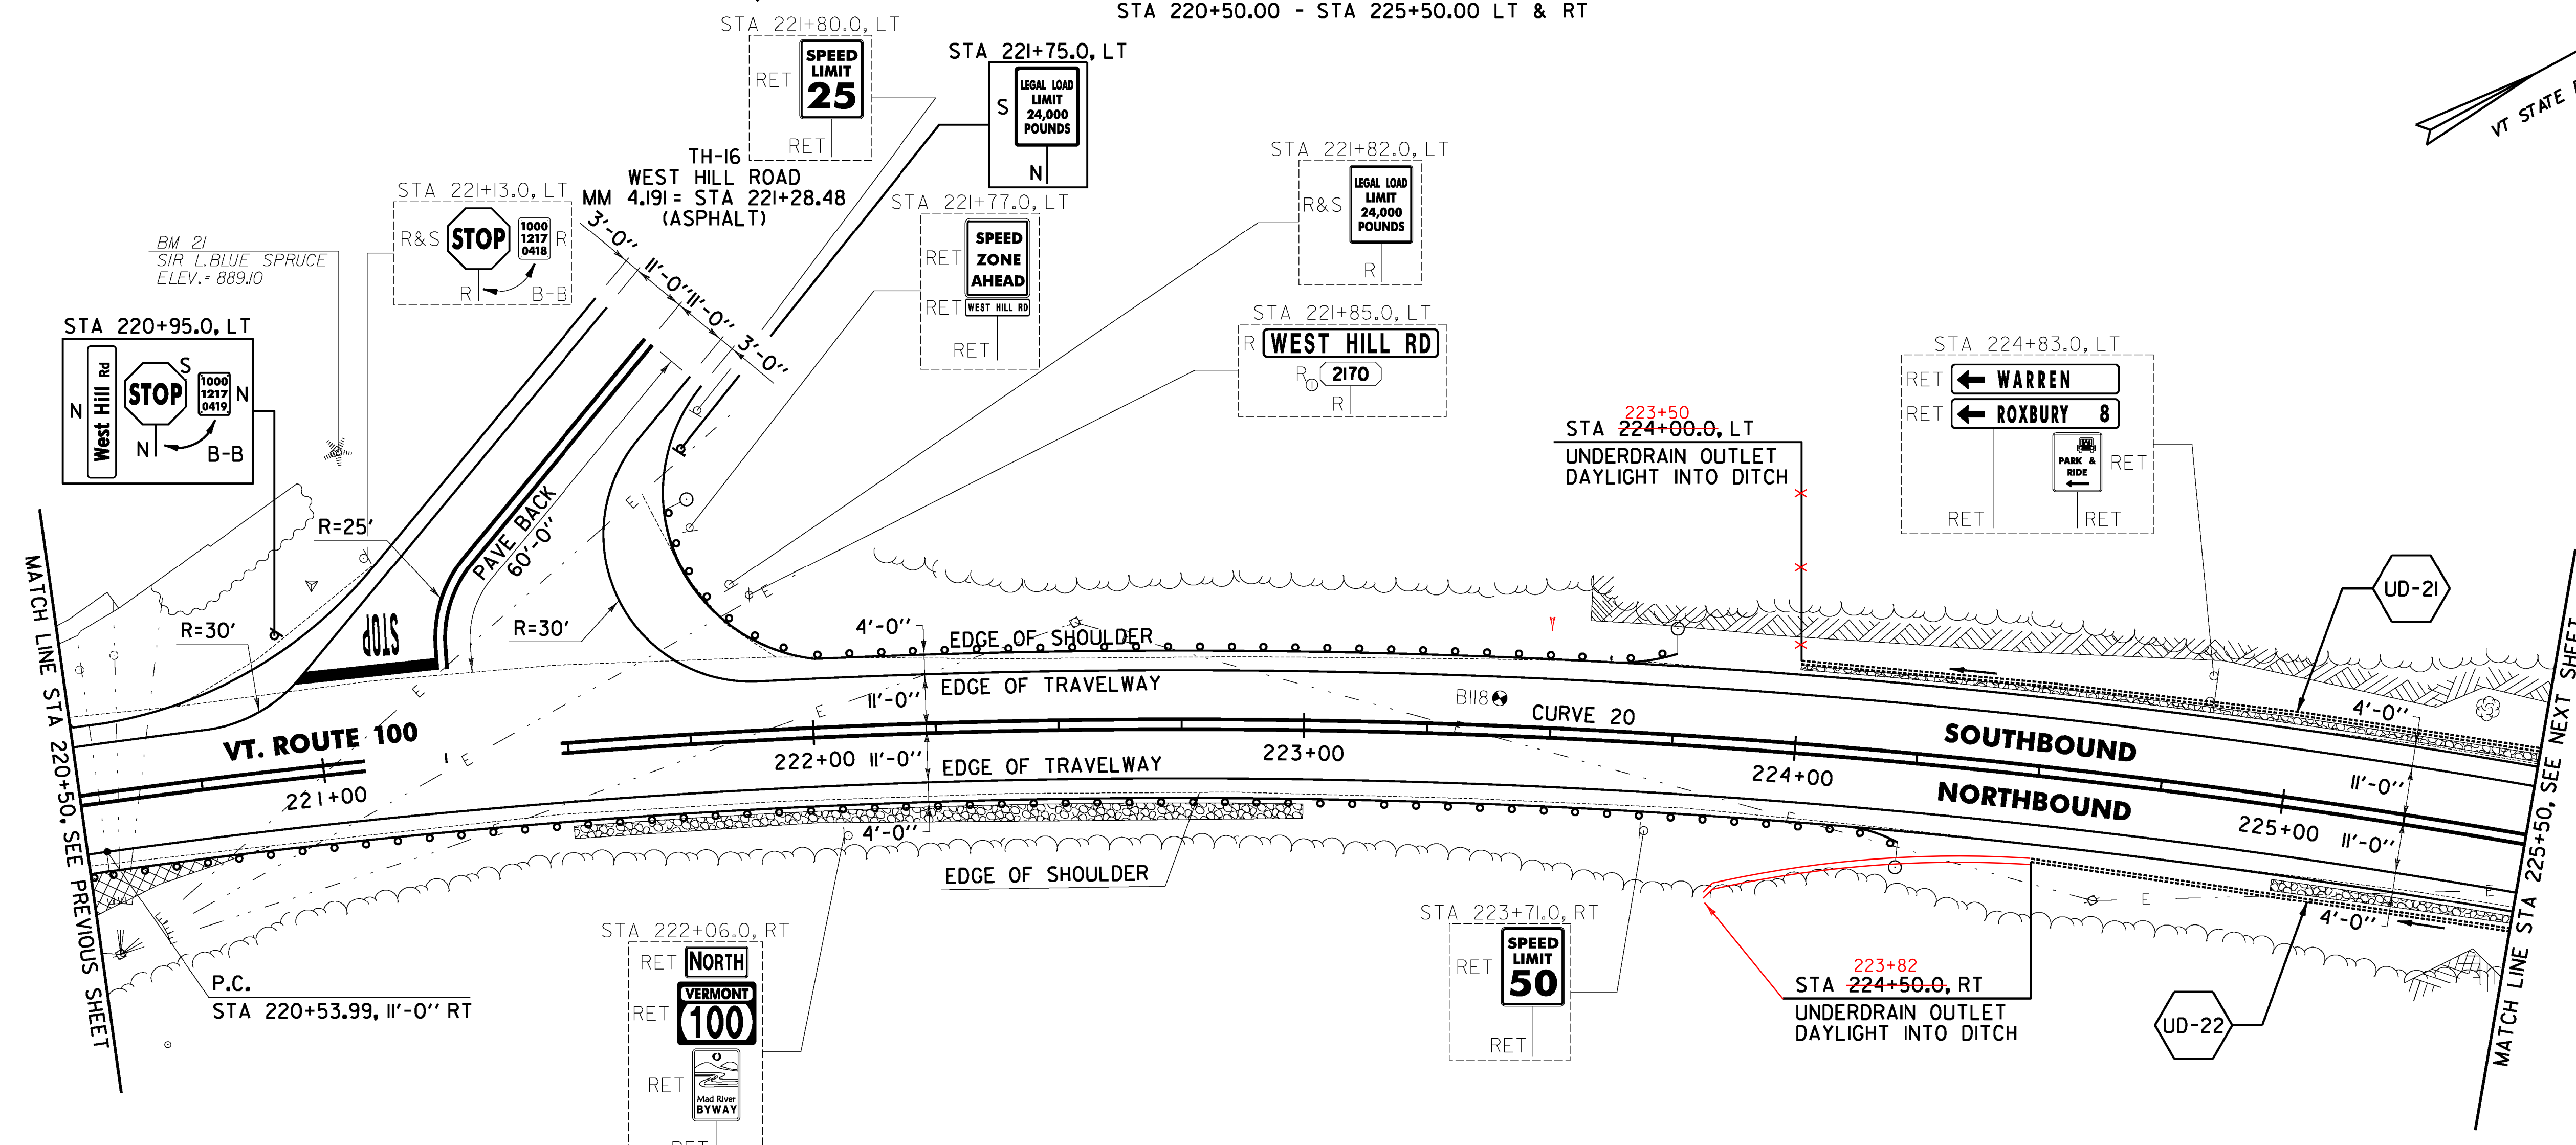 STA 220+50.00 - STA 225+50.00 LT & RT
STA 221+80.0, LT
RET
SPEED
LIMIT
25
RET
STA 221+75.0, LT
S
LEGAL LOAD
LIMIT
24,000
POUNDS
N
VT STATE
TH-16
WEST HILL ROAD
MM 4.191 = STA 221+28.48
(ASPHALT)
3'-0"
11'-0"
11'-0"
3'-0"
STA 221+13.0, LT
R&S
STOP
1000
1217
0418
R
R
B-B
STA 221+77.0, LT
RET
SPEED
ZONE
AHEAD
RET
WEST HILL RD
RET
STA 221+82.0, LT
R&S
LEGAL LOAD
LIMIT
24,000
POUNDS
R
STA 221+85.0, LT
R
WEST HILL RD
R
1
2170
R
BM 21
SIR L.BLUE SPRUCE
ELEV.= 889.10
STA 220+95.0, LT
N
West Hill Rd
STOP
S
1000
1217
0419
N
N
B-B
STA 224+83.0, LT
RET
← WARREN
RET
← ROXBURY 8
PARK &
RIDE
←
RET
RET
RET
223+50
STA 224+00.0, LT
UNDERDRAIN OUTLET
DAYLIGHT INTO DITCH
UD-21
R=25'
PAVE BACK
60'-0"
STOP
R=30'
R=30'
E
E
E
E
E
E
E
E
E
E
4'-0"
EDGE OF SHOULDER
11'-0"
EDGE OF TRAVELWAY
B118
CURVE 20
VT. ROUTE 100
SOUTHBOUND
NORTHBOUND
4'-0"
11'-0"
11'-0"
4'-0"
221+00
222+00
11'-0"
EDGE OF TRAVELWAY
223+00
224+00
225+00
4'-0"
EDGE OF SHOULDER
MATCH LINE STA 220+50, SEE PREVIOUS SHEET
MATCH LINE STA 225+50, SEE NEXT SHEET
P.C.
STA 220+53.99, 11'-0" RT
STA 222+06.0, RT
RET
NORTH
RET
VERMONT
100
RET
Mad River
BYWAY
RET
STA 223+71.0, RT
RET
SPEED
LIMIT
50
RET
223+82
STA 224+50.0, RT
UNDERDRAIN OUTLET
DAYLIGHT INTO DITCH
UD-22